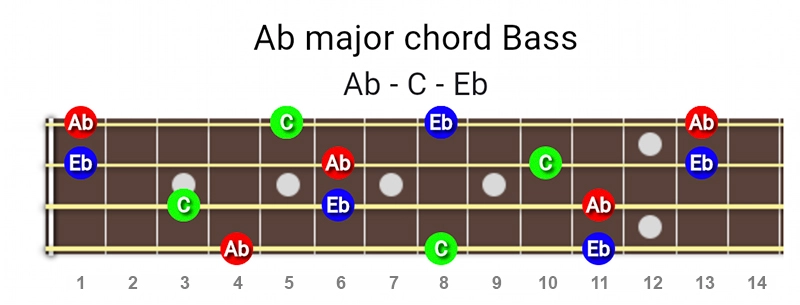 Ab major chord Bass
Ab - C - Eb
Ab C Eb Ab
Eb Ab C Eb
C Eb Ab
Ab C Eb
1 2 3 4 5 6 7 8 9 10 11 12 13 14